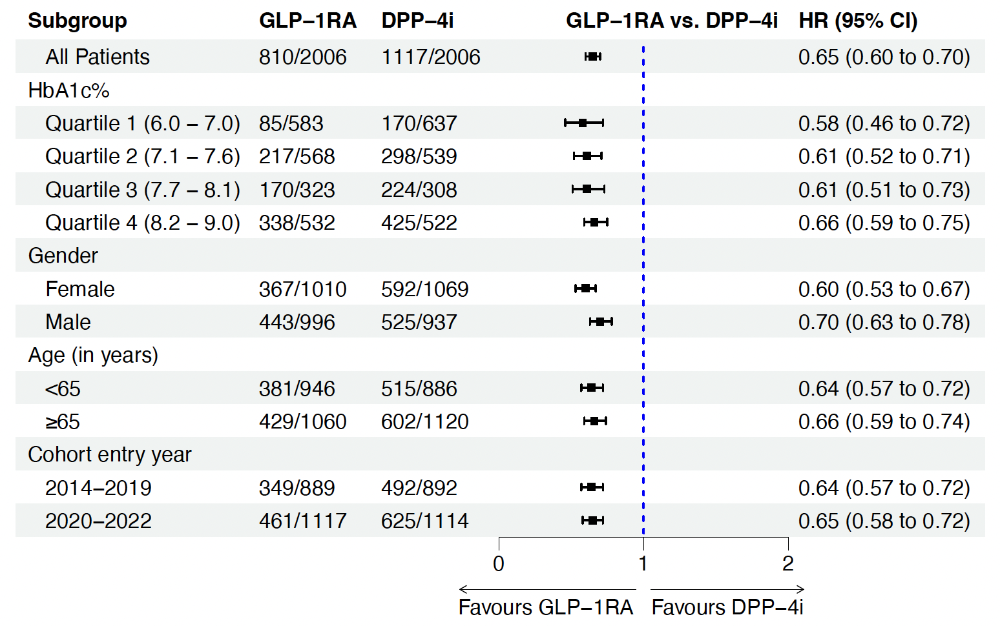 Subgroup GLP−1RA DPP−4i GLP−1RA vs. DPP−4i HR (95% CI)
All Patients 810/2006 1117/2006 0.65 (0.60 to 0.70)
HbA1c%
Quartile 1 (6.0 − 7.0) 85/583 170/637 0.58 (0.46 to 0.72)
Quartile 2 (7.1 − 7.6) 217/568 298/539 0.61 (0.52 to 0.71)
Quartile 3 (7.7 − 8.1) 170/323 224/308 0.61 (0.51 to 0.73)
Quartile 4 (8.2 − 9.0) 338/532 425/522 0.66 (0.59 to 0.75)
Gender
Female 367/1010 592/1069 0.60 (0.53 to 0.67)
Male 443/996 525/937 0.70 (0.63 to 0.78)
Age (in years)
<65 381/946 515/886 0.64 (0.57 to 0.72)
≥65 429/1060 602/1120 0.66 (0.59 to 0.74)
Cohort entry year
2014−2019 349/889 492/892 0.64 (0.57 to 0.72)
2020−2022 461/1117 625/1114 0.65 (0.58 to 0.72)
0 1 2
Favours GLP−1RA Favours DPP−4i